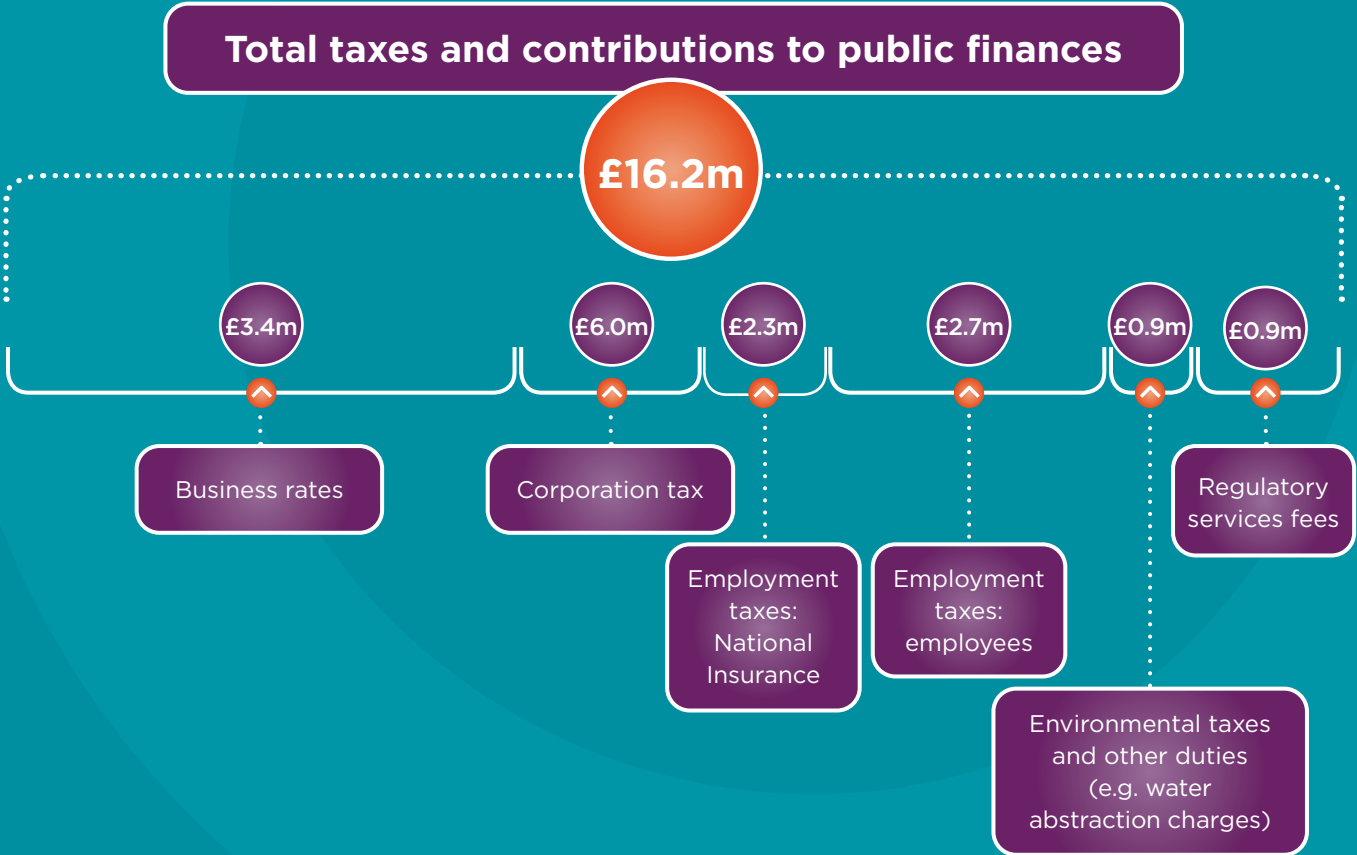 Total taxes and contributions to public finances
£16.2m
£3.4m
£6.0m
£2.3m
£2.7m
£0.9m
£0.9m
Business rates
Corporation tax
Employment
taxes:
National
Insurance
Employment
taxes:
employees
Environmental taxes
and other duties
(e.g. water
abstraction charges)
Regulatory
services fees